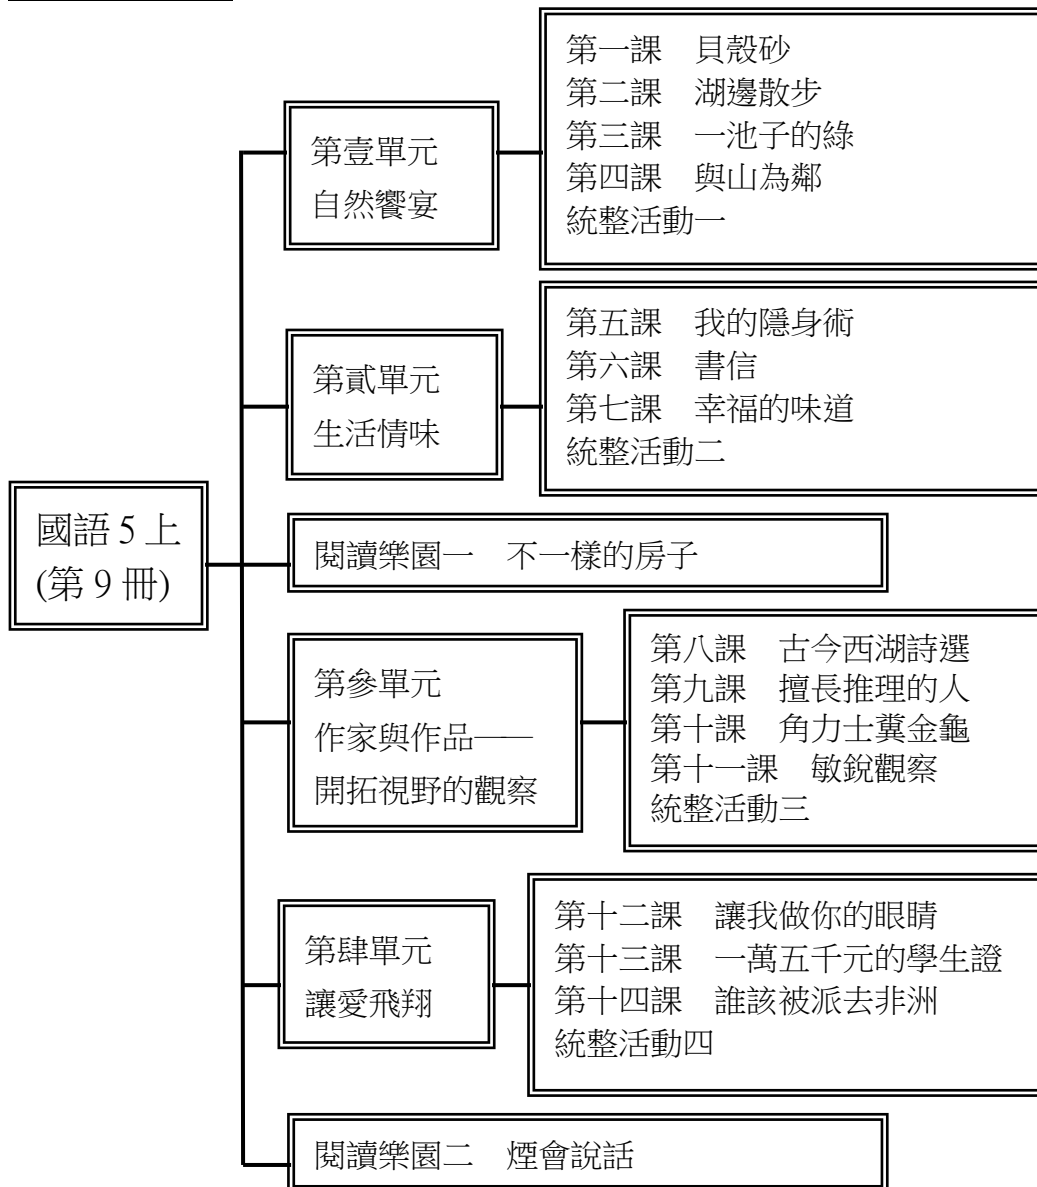 國語 5 上
(第 9 冊)
第壹單元
自然饗宴
第一課　貝殼砂
第二課　湖邊散步
第三課　一池子的綠
第四課　與山為鄰
統整活動一
第貳單元
生活情味
第五課　我的隱身術
第六課　書信
第七課　幸福的味道
統整活動二
閱讀樂園一　不一樣的房子
第參單元
作家與作品——
開拓視野的觀察
第八課　古今西湖詩選
第九課　擅長推理的人
第十課　角力士糞金龜
第十一課　敏銳觀察
統整活動三
第肆單元
讓愛飛翔
第十二課　讓我做你的眼睛
第十三課　一萬五千元的學生證
第十四課　誰該被派去非洲
統整活動四
閱讀樂園二　煙會說話